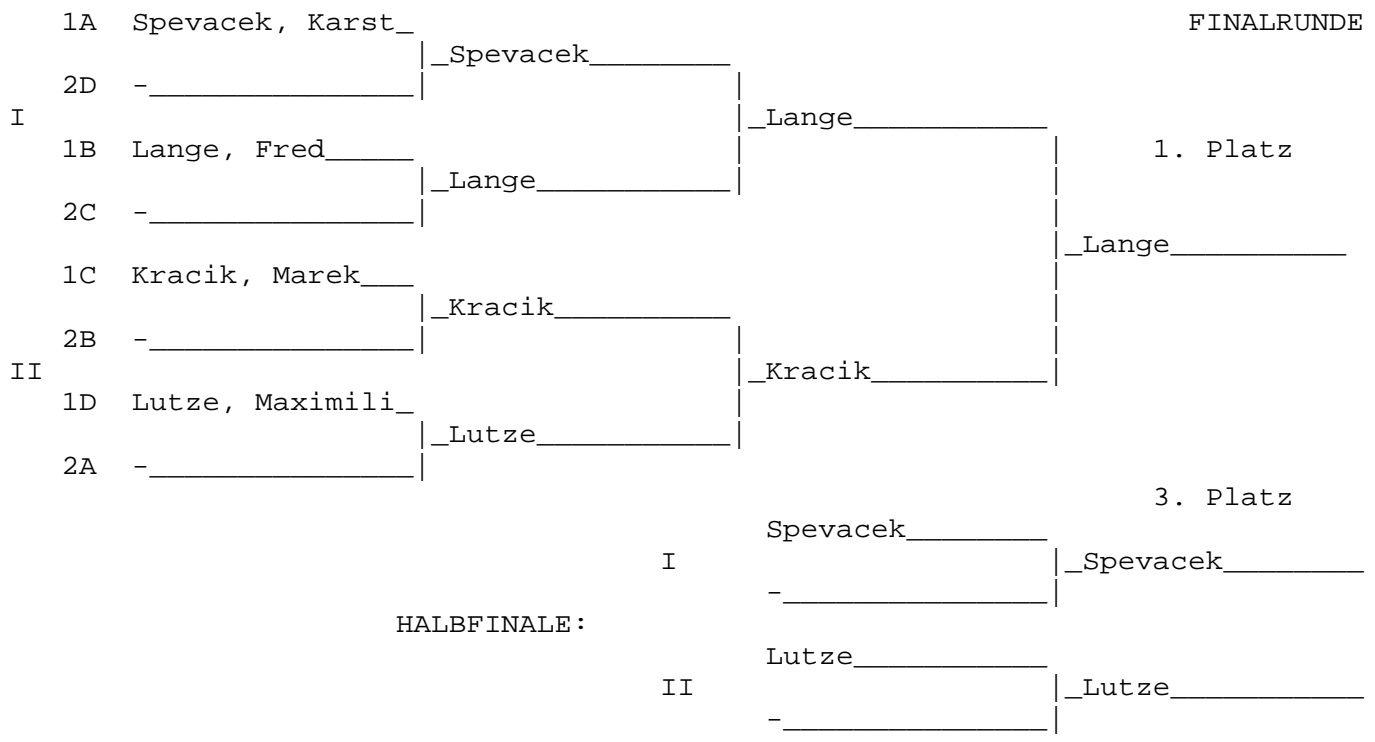 1A Spevacek, Karst_ FINALRUNDE
|_Spevacek________
2D -_______________| |
I |_Lange___________
1B Lange, Fred_____ | | 1. Platz
|_Lange___________| |
2C -_______________| |
|_Lange__________
1C Kracik, Marek___ |
|_Kracik__________ |
2B -_______________| | |
II |_Kracik__________|
1D Lutze, Maximili_ |
|_Lutze___________|
2A -_______________|
3. Platz
Spevacek________
I |_Spevacek________
-_______________|
HALBFINALE:
Lutze___________
II |_Lutze___________
-_______________|